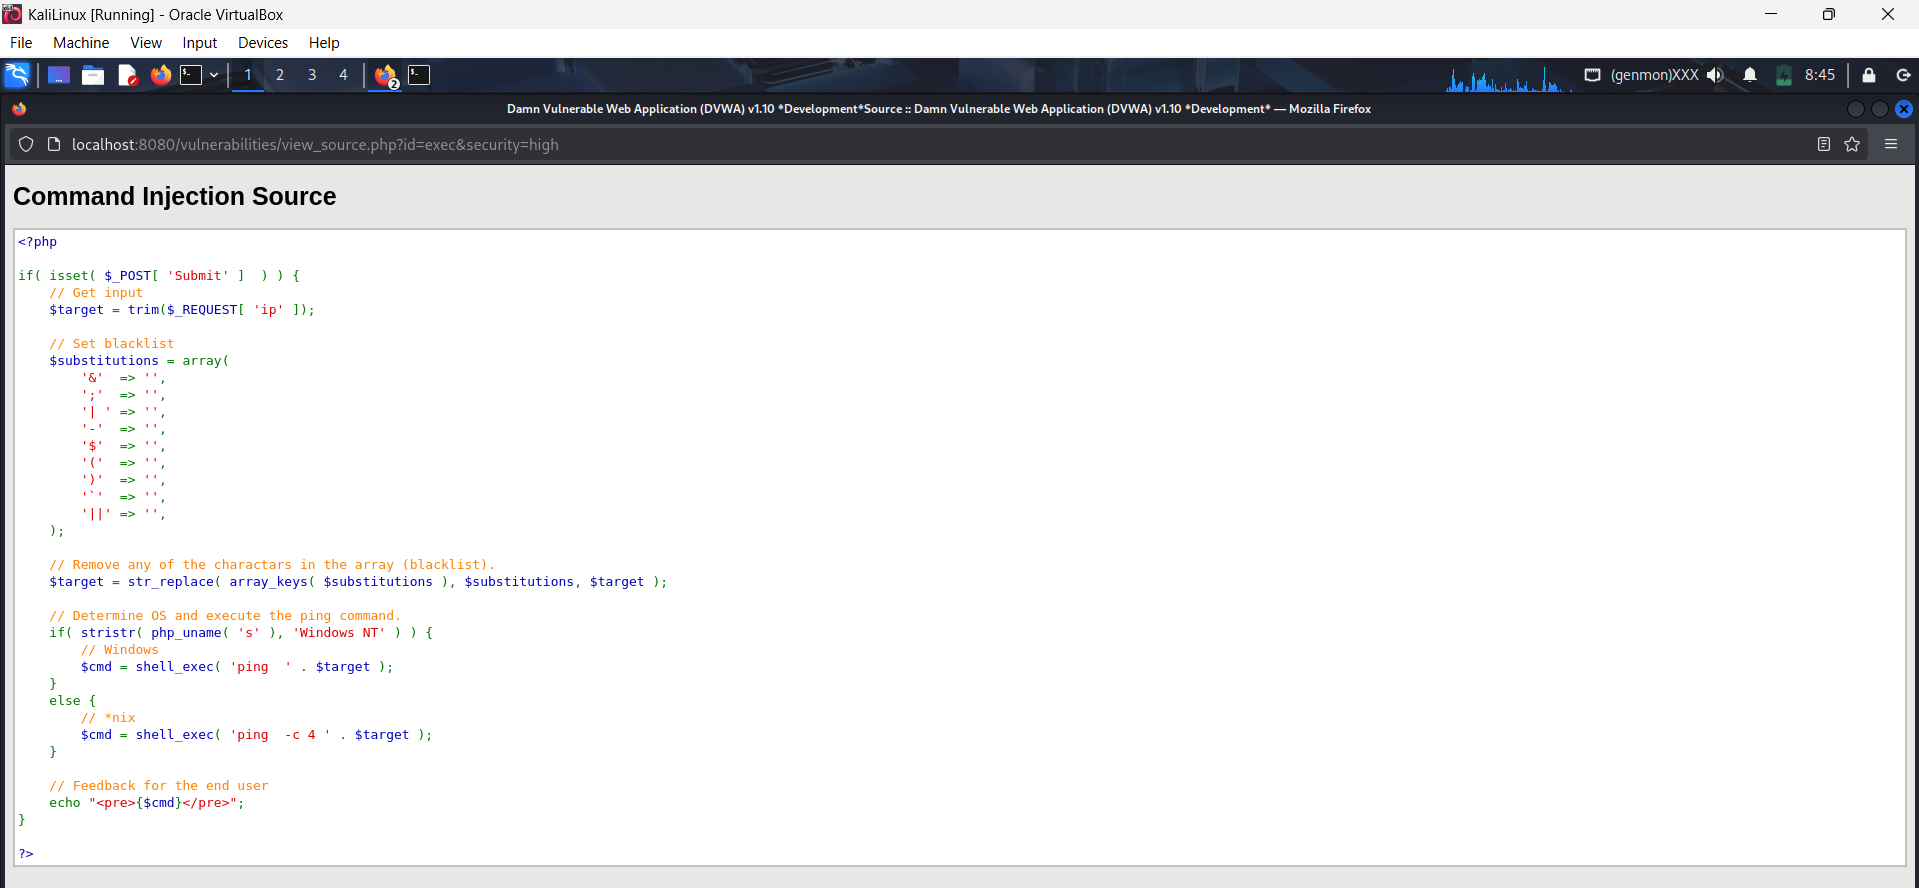 KaliLinux [Running] - Oracle VirtualBox
File Machine View Input Devices Help
1 2 3 4 2 (genmon)XXX 8:45
Damn Vulnerable Web Application (DVWA) v1.10 *Development*Source :: Damn Vulnerable Web Application (DVWA) v1.10 *Development* — Mozilla Firefox
localhost:8080/vulnerabilities/view_source.php?id=exec&security=high
Command Injection Source
<?php
if( isset( $_POST[ 'Submit' ]  ) ) {
    // Get input
    $target = trim($_REQUEST[ 'ip' ]);
    // Set blacklist
    $substitutions = array(
        '&'  => '',
        ';'  => '',
        '| ' => '',
        '-'  => '',
        '$'  => '',
        '('  => '',
        ')'  => '',
        '`'  => '',
        '||' => '',
    );
    // Remove any of the charactars in the array (blacklist).
    $target = str_replace( array_keys( $substitutions ), $substitutions, $target );
    // Determine OS and execute the ping command.
    if( stristr( php_uname( 's' ), 'Windows NT' ) ) {
        // Windows
        $cmd = shell_exec( 'ping  ' . $target );
    }
    else {
        // *nix
        $cmd = shell_exec( 'ping  -c 4 ' . $target );
    }
    // Feedback for the end user
    echo "<pre>{$cmd}</pre>";
}
?>